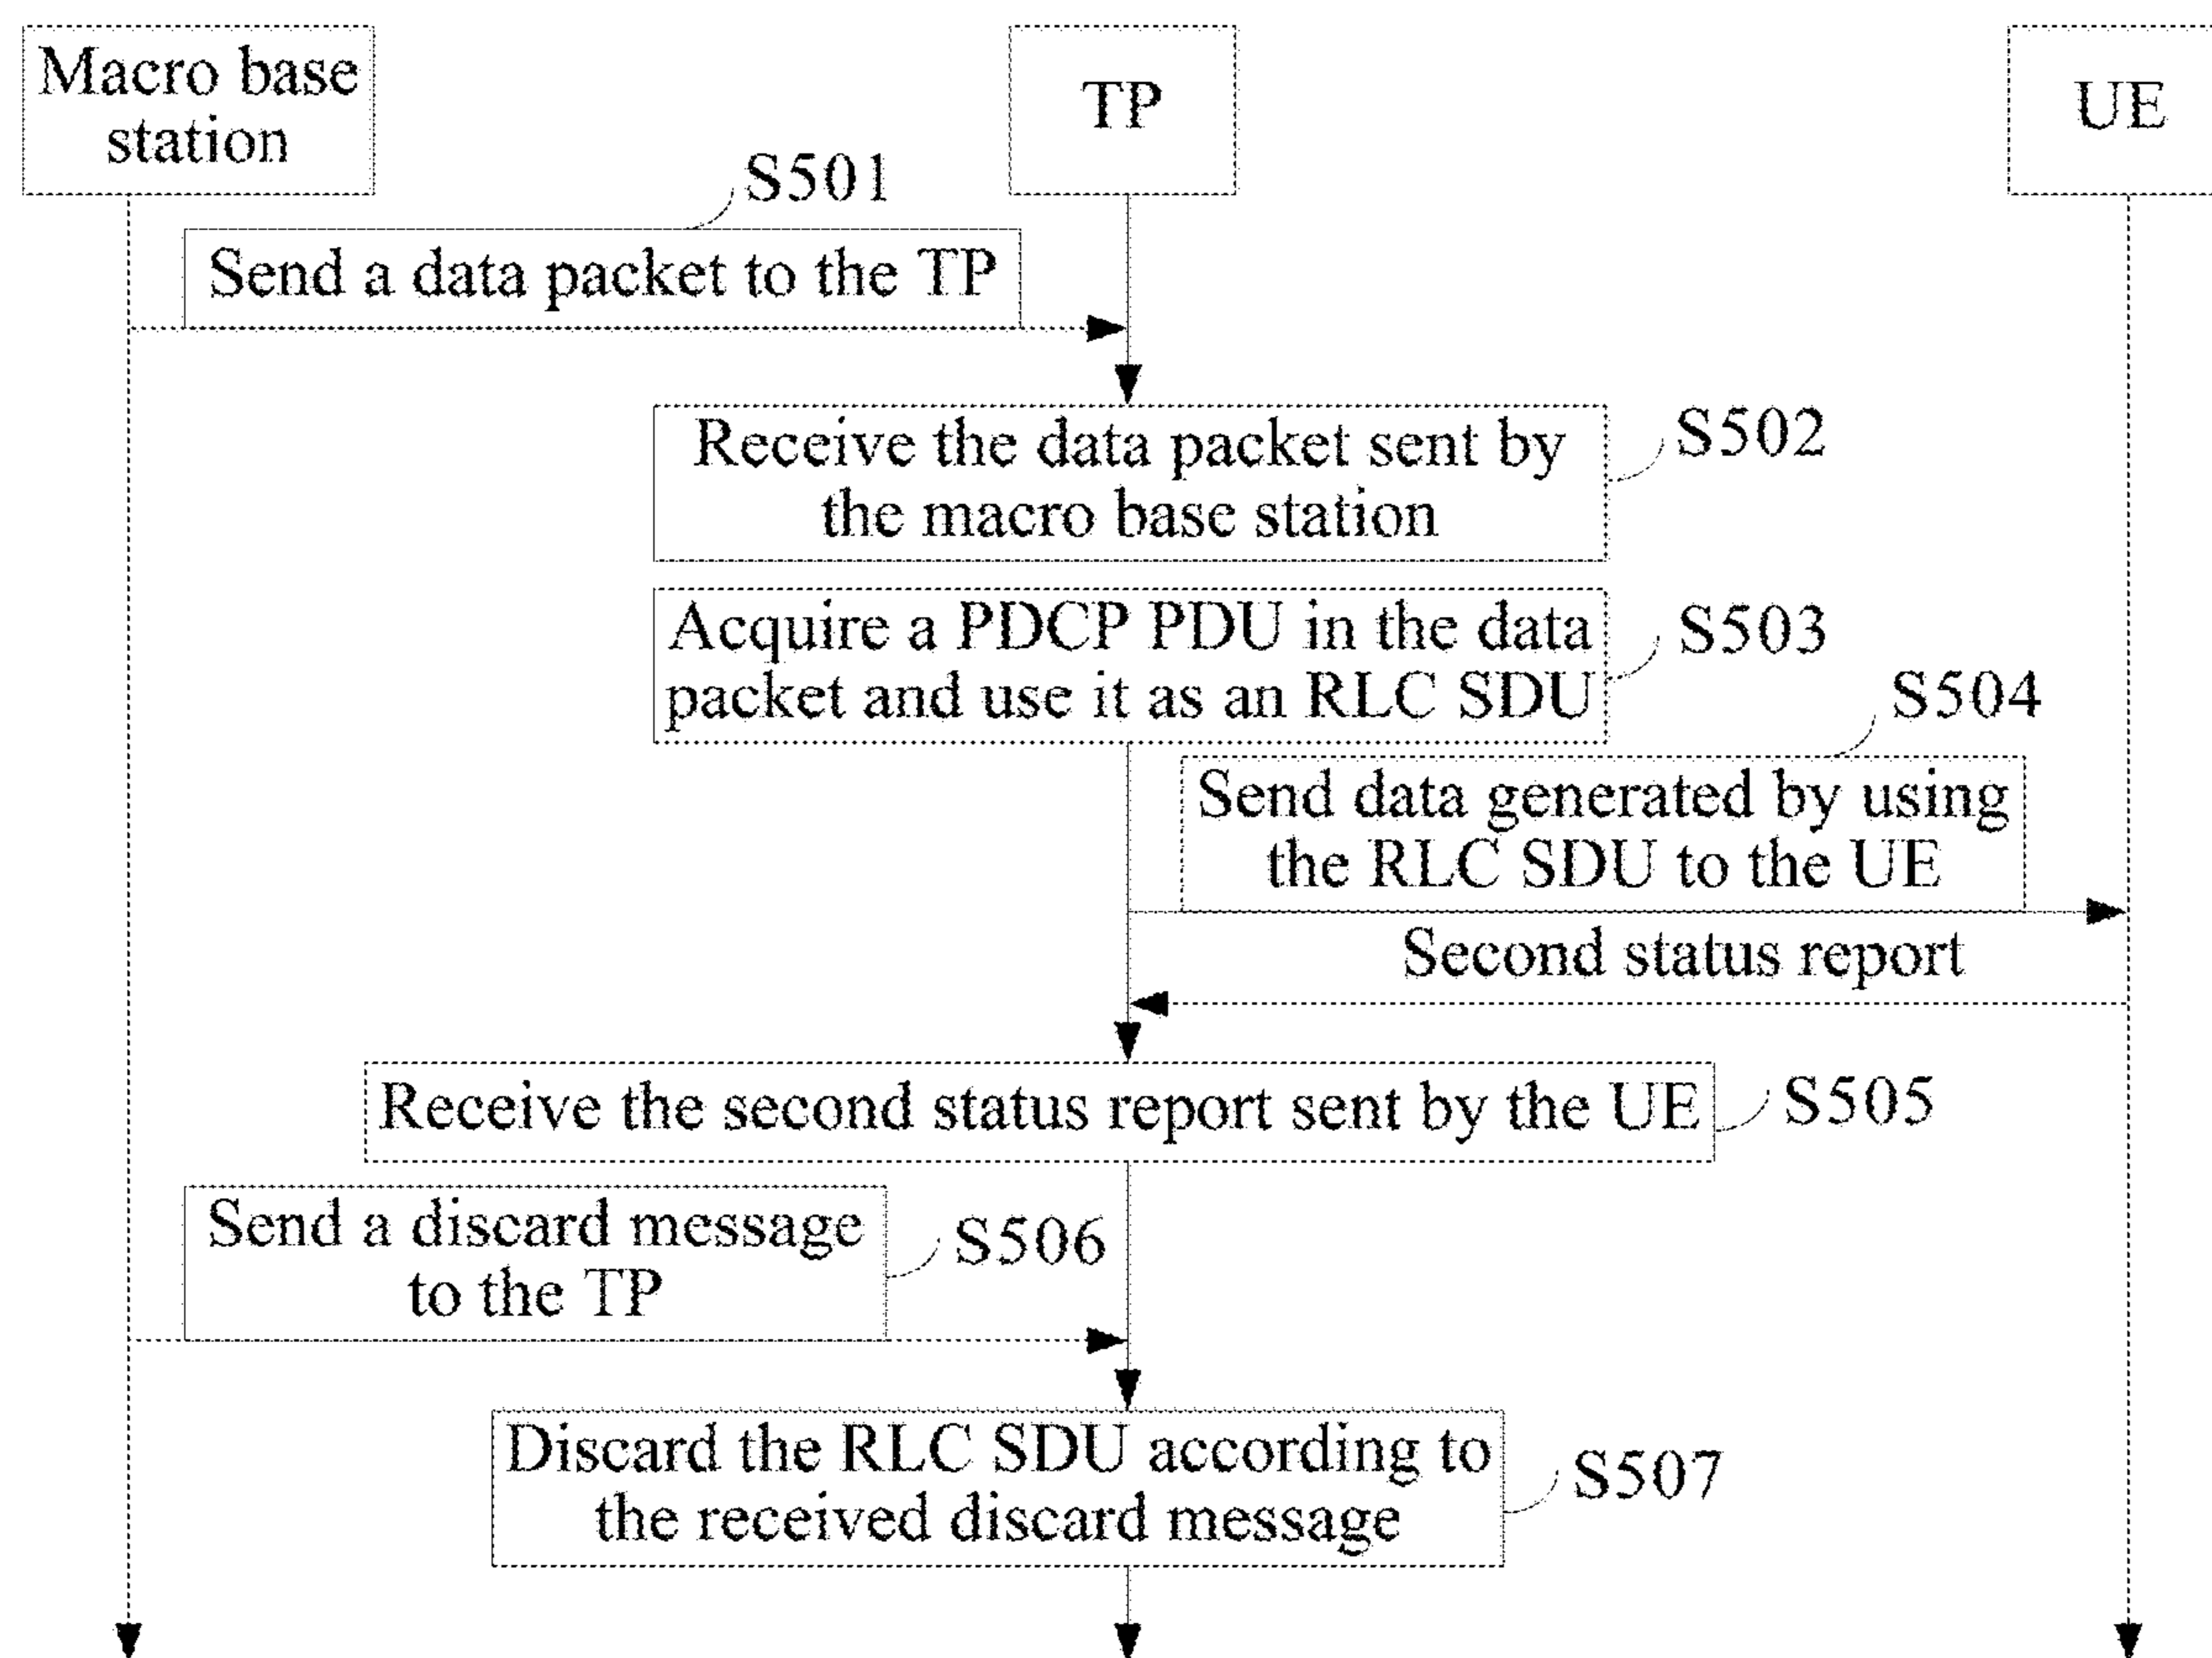 Macro base
station
TP
UE
S501
Send a data packet to the TP
Receive the data packet sent by
the macro base station
S502
Acquire a PDCP PDU in the data
packet and use it as an RLC SDU
S503
S504
Send data generated by using
the RLC SDU to the UE
Second status report
Receive the second status report sent by the UE
S505
Send a discard message
to the TP
S506
Discard the RLC SDU according to
the received discard message
S507